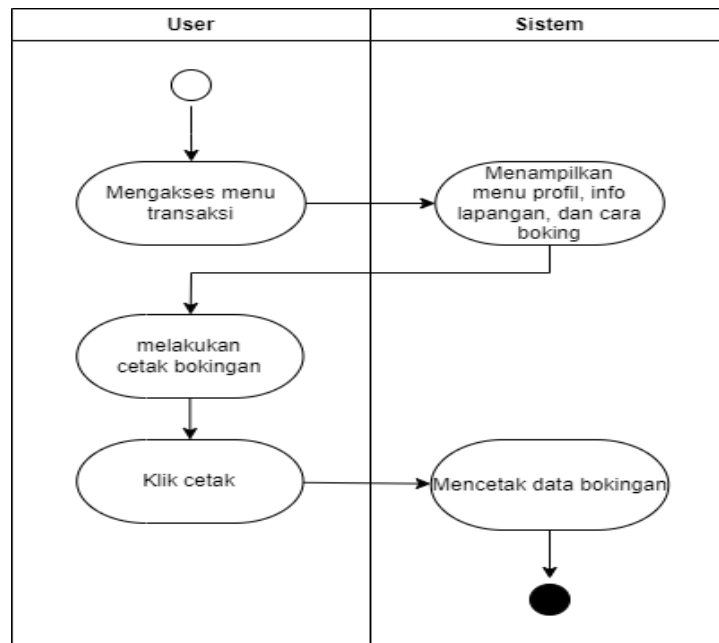 User
Sistem
Mengakses menu
transaksi
Menampilkan
menu profil, info
lapangan, dan cara
boking
melakukan
cetak bokingan
Klik cetak
Mencetak data bokingan